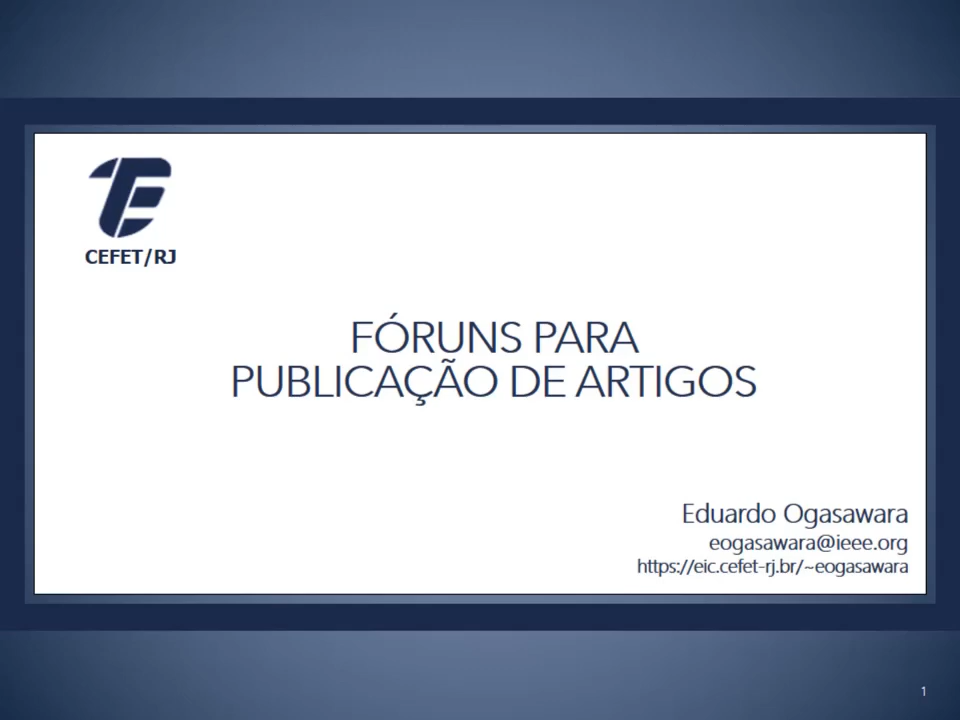 CEFET/RJ
FÓRUNS PARA
PUBLICAÇÃO DE ARTIGOS
Eduardo Ogasawara
eogasawara@ieee.org
https://eic.cefet-rj.br/~eogasawara
1